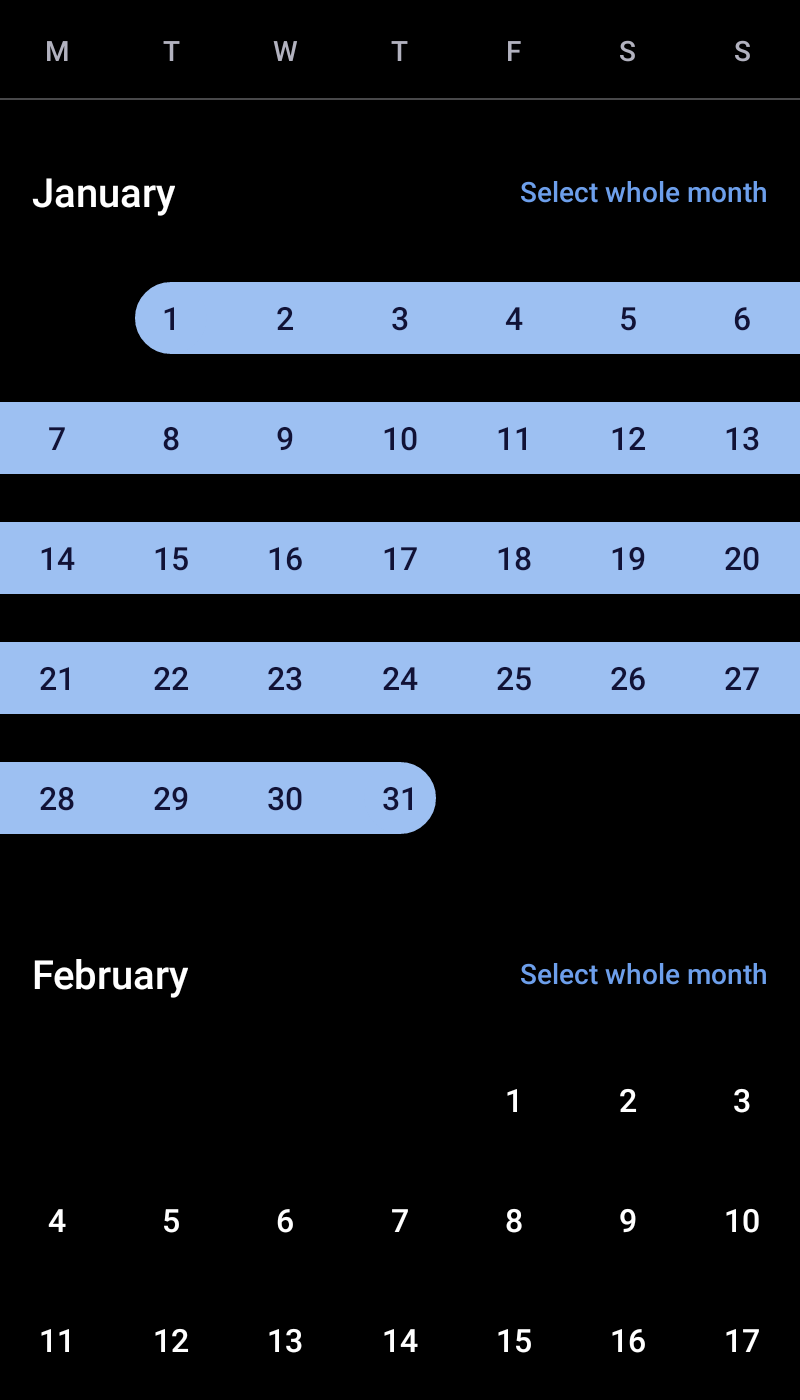 M T W T F S S
January Select whole month
1 2 3 4 5 6
7 8 9 10 11 12 13
14 15 16 17 18 19 20
21 22 23 24 25 26 27
28 29 30 31
February Select whole month
1 2 3
4 5 6 7 8 9 10
11 12 13 14 15 16 17